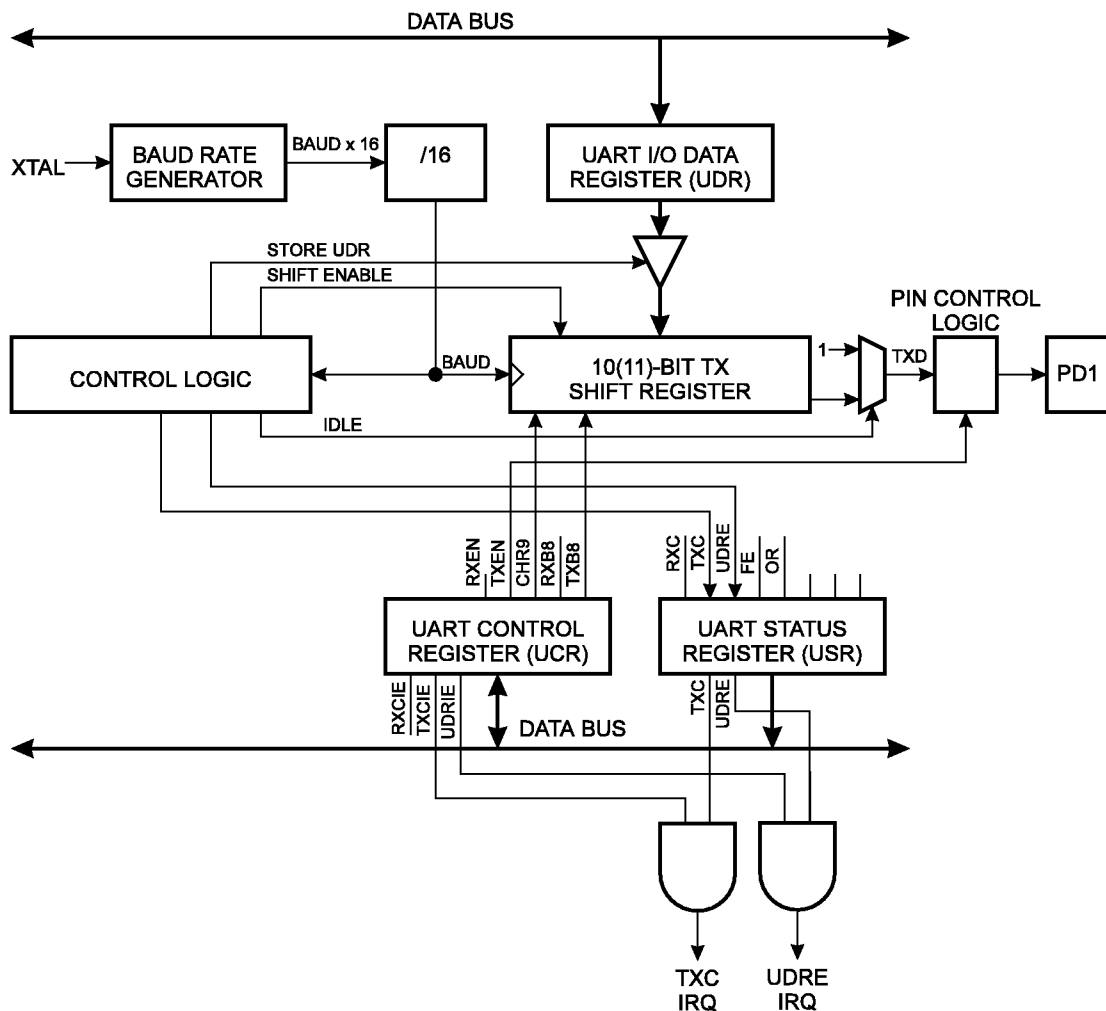 DATA BUS
XTAL
BAUD RATE
GENERATOR
BAUD x 16
/16
UART I/O DATA
REGISTER (UDR)
STORE UDR
SHIFT ENABLE
PIN CONTROL
LOGIC
CONTROL LOGIC
BAUD
10(11)-BIT TX
SHIFT REGISTER
1
TXD
PD1
IDLE
RXEN
TXEN
CHR9
RXB8
TXB8
RXC
TXC
UDRE
FE
OR
UART CONTROL
REGISTER (UCR)
UART STATUS
REGISTER (USR)
RXCIE
TXCIE
UDRIE
TXC
UDRE
DATA BUS
TXC
IRQ
UDRE
IRQ